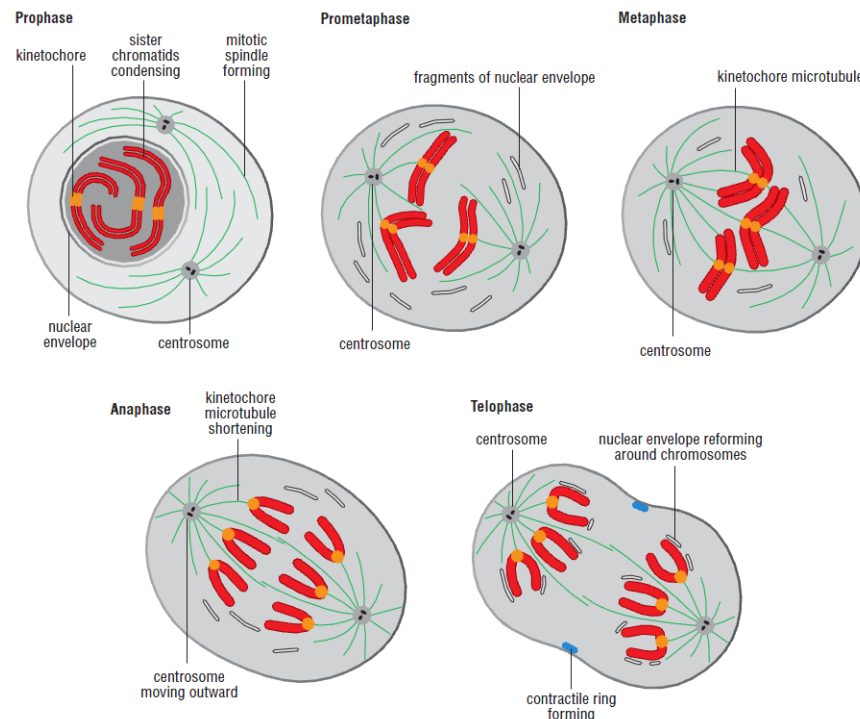 Prophase
kinetochore
sister
chromatids
condensing
mitotic
spindle
forming
nuclear
envelope
centrosome
Prometaphase
fragments of nuclear envelope
centrosome
Metaphase
kinetochore microtubule
centrosome
Anaphase
kinetochore
microtubule
shortening
centrosome
moving outward
Telophase
centrosome
nuclear envelope reforming
around chromosomes
contractile ring
forming